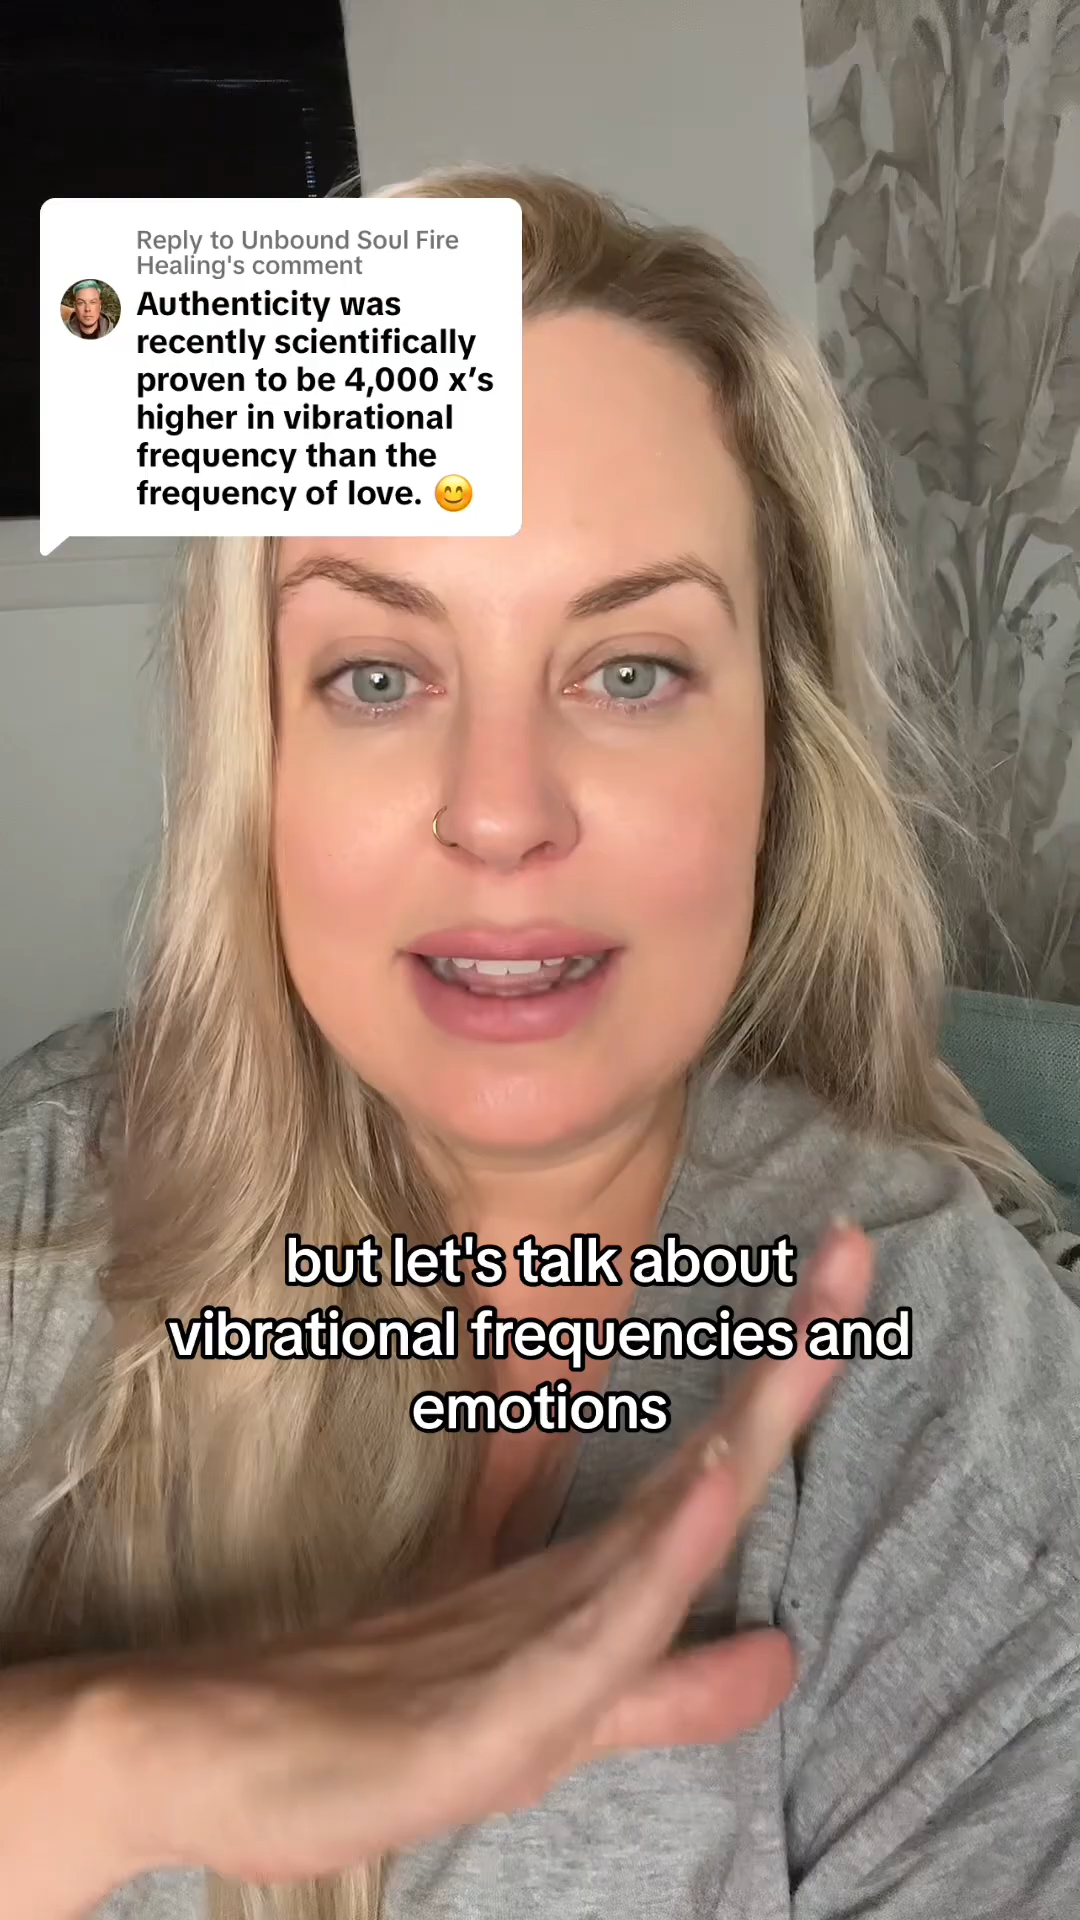 Reply to Unbound Soul Fire
Healing's comment
Authenticity was
recently scientifically
proven to be 4,000 x’s
higher in vibrational
frequency than the
frequency of love. 😊
but let's talk about
vibrational frequencies and
emotions